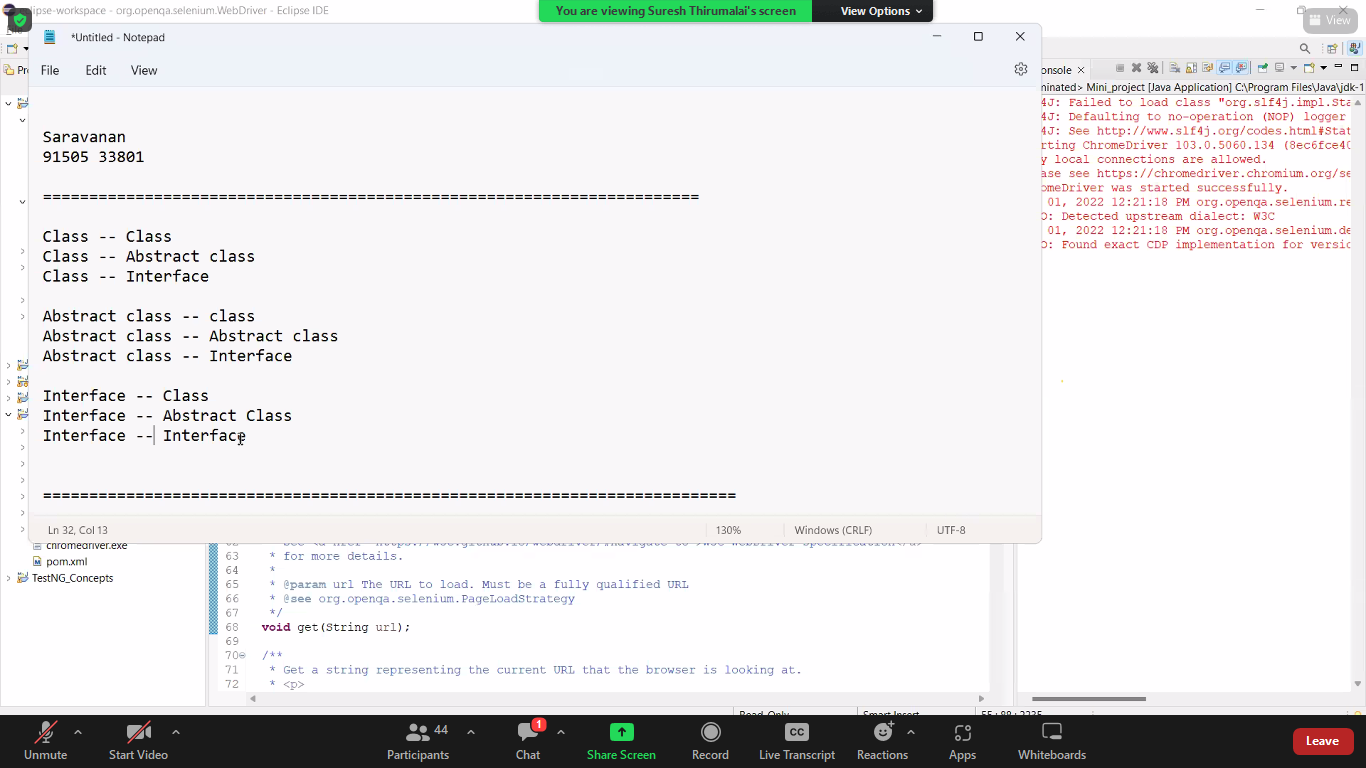 clipse-workspace - org.openqa.selenium.WebDriver - Eclipse IDE
You are viewing Suresh Thirumalai's screen
View Options
View
*Untitled - Notepad
File Edit View
Saravanan
91505 33801
=======================================================================
Class -- Class
Class -- Abstract class
Class -- Interface
Abstract class -- class
Abstract class -- Abstract class
Abstract class -- Interface
Interface -- Class
Interface -- Abstract Class
Interface -- Interface
===========================================================================
Ln 32, Col 13 130% Windows (CRLF) UTF-8
onsole
minated> Mini_project [Java Application] C:\Program Files\Java\jdk-1
4J: Failed to load class "org.slf4j.impl.Sta
4J: Defaulting to no-operation (NOP) logger
4J: See http://www.slf4j.org/codes.html#Stat
rting ChromeDriver 103.0.5060.134 (8ec6fce40
y local connections are allowed.
ase see https://chromedriver.chromium.org/se
omeDriver was started successfully.
01, 2022 12:21:18 PM org.openqa.selenium.re
O: Detected upstream dialect: W3C
01, 2022 12:21:18 PM org.openqa.selenium.de
O: Found exact CDP implementation for versic
chromedriver.exe
pom.xml
TestNG_Concepts
63 * for more details.
64 *
65 * @param url The URL to load. Must be a fully qualified URL
66 * @see org.openqa.selenium.PageLoadStrategy
67 */
68 void get(String url);
69
70 /**
71 * Get a string representing the current URL that the browser is looking at.
72 * <p>
Unmute
Start Video
Participants 44
Chat 1
Share Screen
Record
CC Live Transcript
Reactions
Apps
Whiteboards
Leave